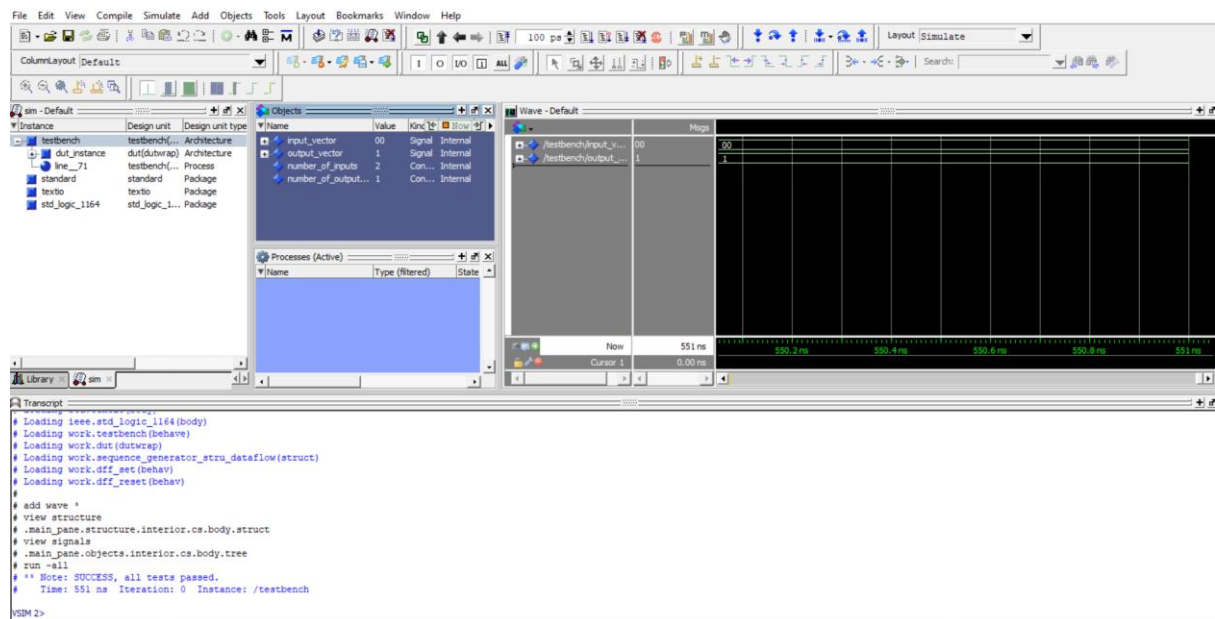 File Edit View Compile Simulate Add Objects Tools Layout Bookmarks Window Help
100 ps Layout Simulate
ColumnLayout Default Search:
sim - Default
Instance Design unit Design unit type
testbench testbench(... Architecture
dut_instance dut(dutwrap) Architecture
line__71 testbench(... Process
standard standard Package
textio textio Package
std_logic_1164 std_logic_1... Package
Library sim
Objects
Name Value Kind Now
input_vector 00 Signal Internal
output_vector 1 Signal Internal
number_of_inputs 2 Con... Internal
number_of_output... 1 Con... Internal
Processes (Active)
Name Type (filtered) State
Wave - Default
Msgs
/testbench/input_v... 00 00
/testbench/output_... 1 1
Now 551 ns 550.2 ns 550.4 ns 550.6 ns 550.8 ns 551 ns
Cursor 1 0.00 ns
Transcript
# Loading ieee.std_logic_1164(body)
# Loading work.testbench(behave)
# Loading work.dut(dutwrap)
# Loading work.sequence_generator_stru_dataflow(struct)
# Loading work.dff_set(behav)
# Loading work.dff_reset(behav)
#
# add wave *
# view structure
# .main_pane.structure.interior.cs.body.struct
# view signals
# .main_pane.objects.interior.cs.body.tree
# run -all
# ** Note: SUCCESS, all tests passed.
# Time: 551 ns Iteration: 0 Instance: /testbench
VSIM 2>